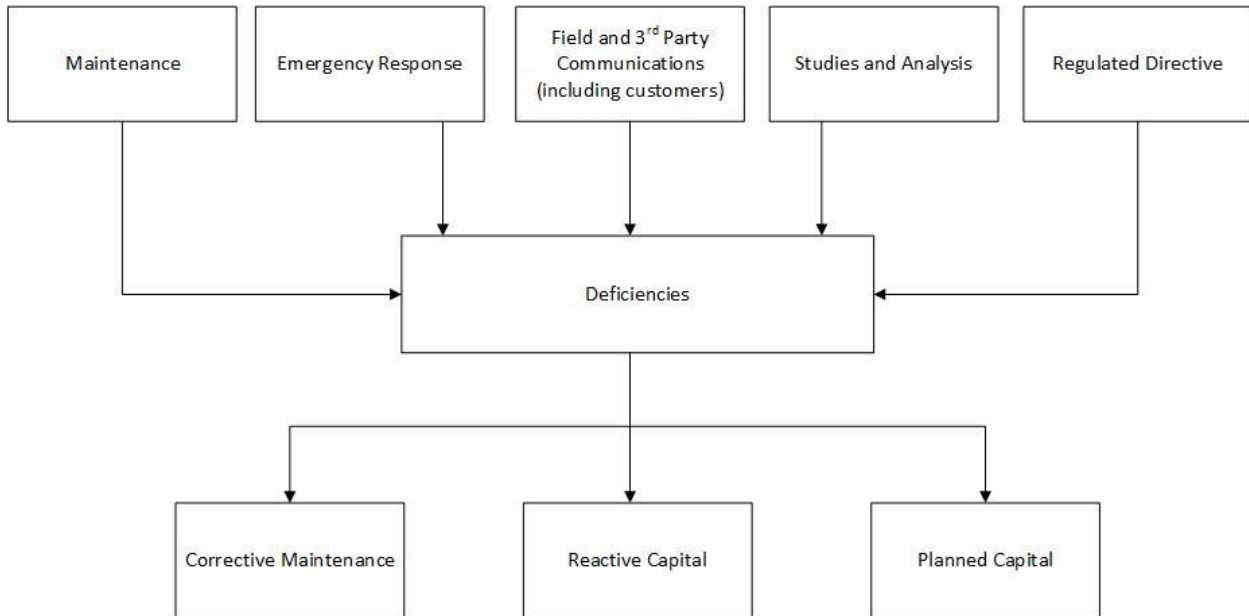 Maintenance
Emergency Response
Field and 3rd Party
Communications
(including customers)
Studies and Analysis
Regulated Directive
Deficiencies
Corrective Maintenance
Reactive Capital
Planned Capital